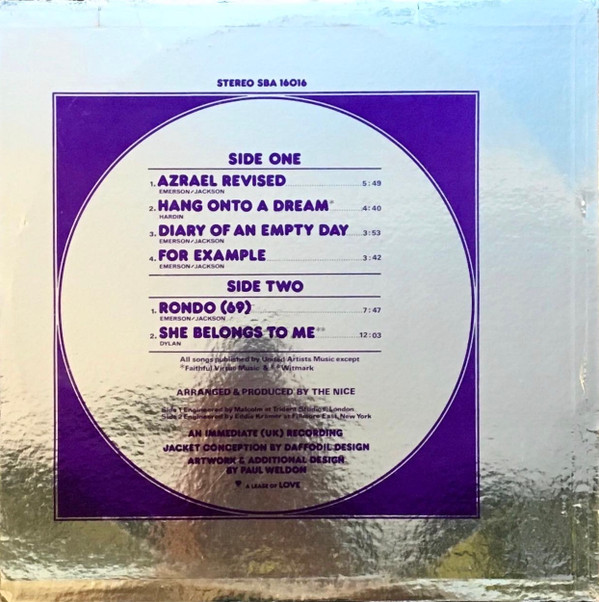 STEREO SBA 16016
SIDE ONE
1. AZRAEL REVISED 5:49
EMERSON/JACKSON
2. HANG ONTO A DREAM* 4:40
HARDIN
3. DIARY OF AN EMPTY DAY 3:53
EMERSON/JACKSON
4. FOR EXAMPLE 3:42
EMERSON/JACKSON
SIDE TWO
1. RONDO (69) 7:47
EMERSON/JACKSON
2. SHE BELONGS TO ME** 12:03
DYLAN
All songs published by United Artists Music except
*Faithful Virtue Music & **Witmark
ARRANGED & PRODUCED BY THE NICE
Side 1 Engineered by Malcolm at Trident Studios, London
Side 2 Engineered by Eddie Kramer at Fillmore East, New York
AN IMMEDIATE (UK) RECORDING
JACKET CONCEPTION BY DAFFODIL DESIGN
ARTWORK & ADDITIONAL DESIGN
BY PAUL WELDON
A LEASE OF LOVE